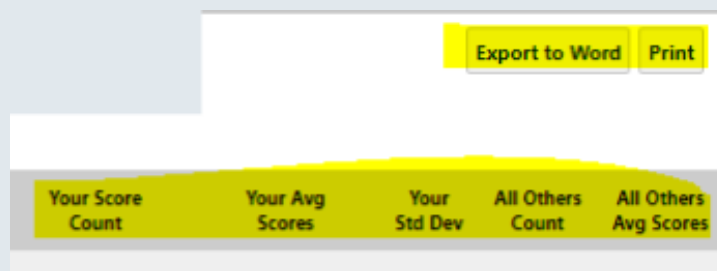 Export to Word Print
Your Score Your Avg Your All Others All Others
Count Scores Std Dev Count Avg Scores